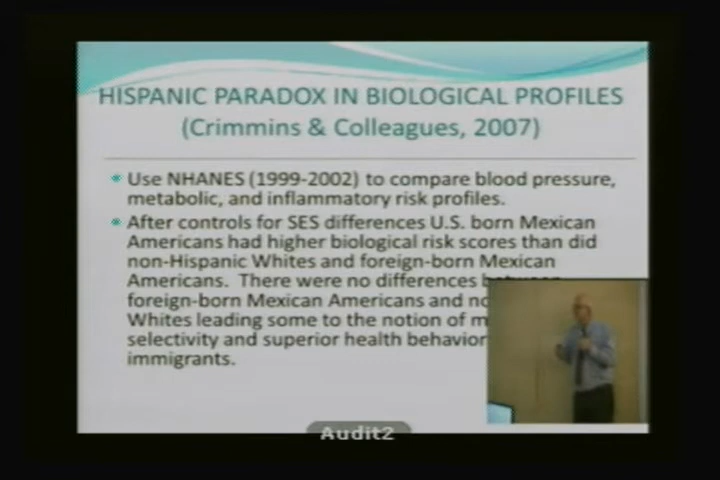 HISPANIC PARADOX IN BIOLOGICAL PROFILES
(Crimmins & Colleagues, 2007)
Use NHANES (1999-2002) to compare blood pressure,
metabolic, and inflammatory risk profiles.
After controls for SES differences U.S. born Mexican
Americans had higher biological risk scores than did
non-Hispanic Whites and foreign-born Mexican
Americans. There were no differences between
foreign-born Mexican Americans and no
Whites leading some to the notion of m
selectivity and superior health behavior
immigrants.
Audit2